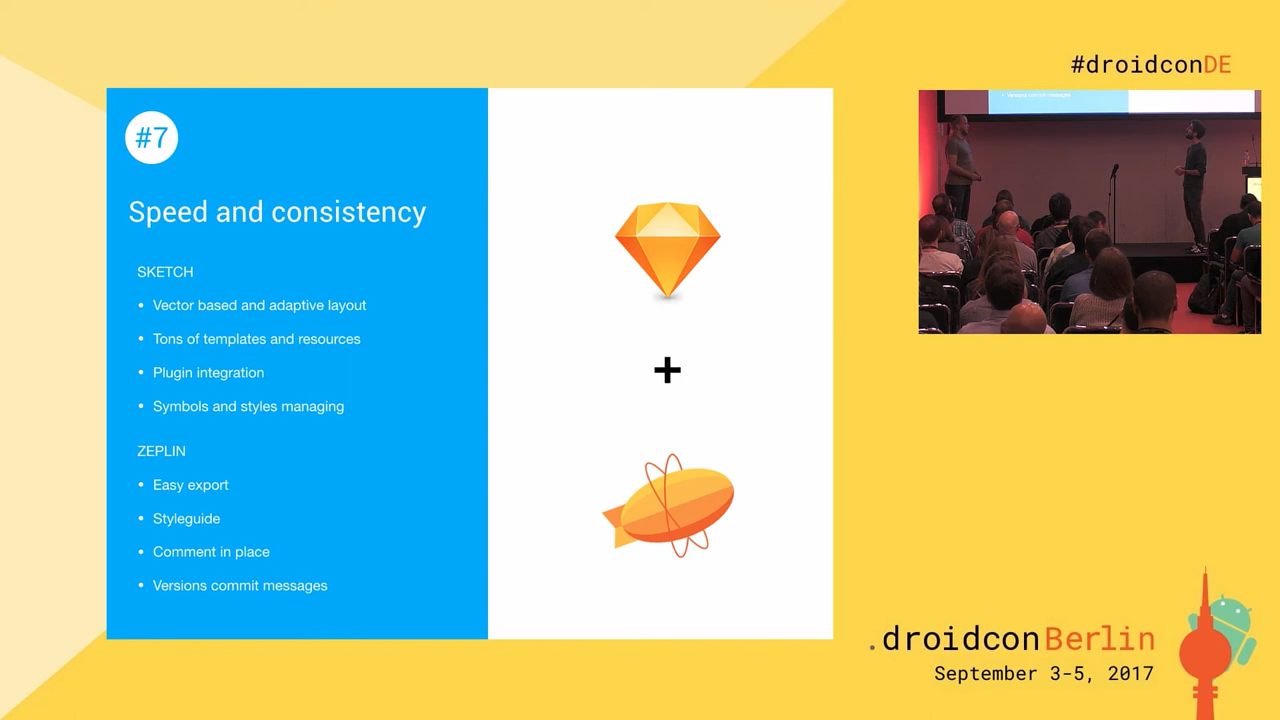 #droidconDE
#7
Speed and consistency
SKETCH
• Vector based and adaptive layout
• Tons of templates and resources
• Plugin integration
• Symbols and styles managing
+
ZEPLIN
• Easy export
• Styleguide
• Comment in place
• Versions commit messages
.droidconBerlin
September 3-5, 2017